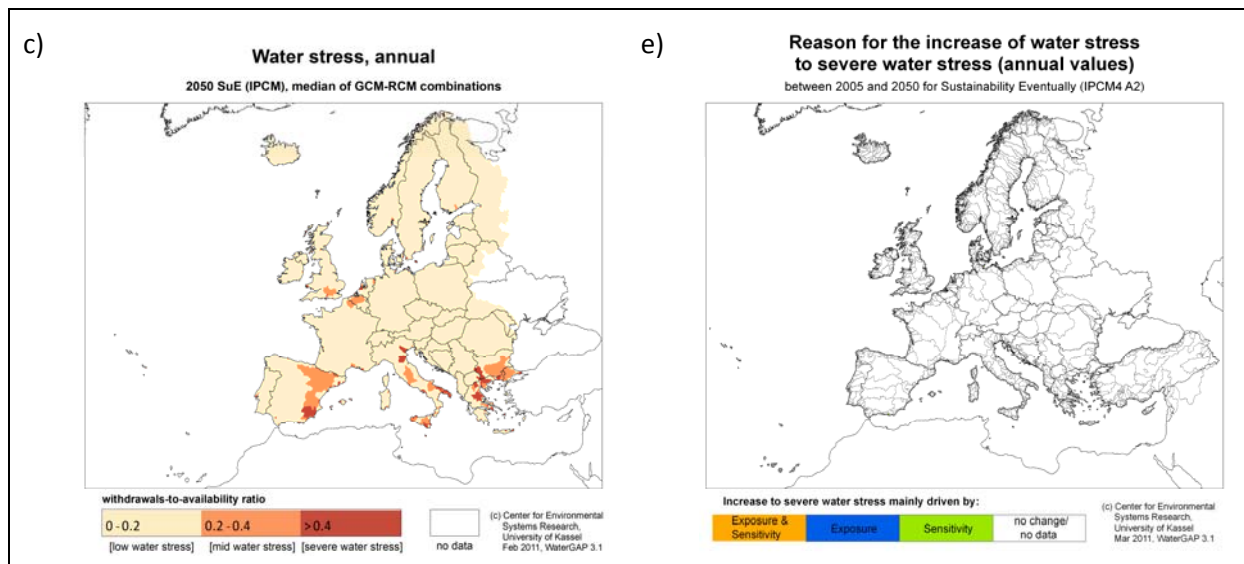 c)
Water stress, annual
2050 SuE (IPCM), median of GCM-RCM combinations
withdrawals-to-availability ratio
0 - 0.2
0.2 - 0.4
> 0.4
[low water stress]
[mid water stress]
[severe water stress]
no data
(c) Center for Environmental
Systems Research,
University of Kassel
Feb 2011, WaterGAP 3.1
e)
Reason for the increase of water stress
to severe water stress (annual values)
between 2005 and 2050 for Sustainability Eventually (IPCM4 A2)
Increase to severe water stress mainly driven by:
Exposure &
Sensitivity
Exposure
Sensitivity
no change/
no data
(c) Center for Environmental
Systems Research,
University of Kassel
Mar 2011, WaterGAP 3.1